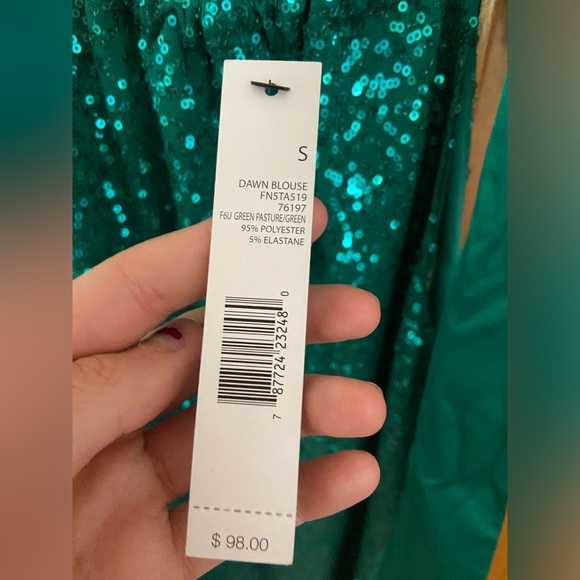 S
DAWN BLOUSE
FN5TA519
76197
F6U GREEN PASTURE/GREEN
95% POLYESTER
5% ELASTANE
7 87724 23248 0
$ 98.00